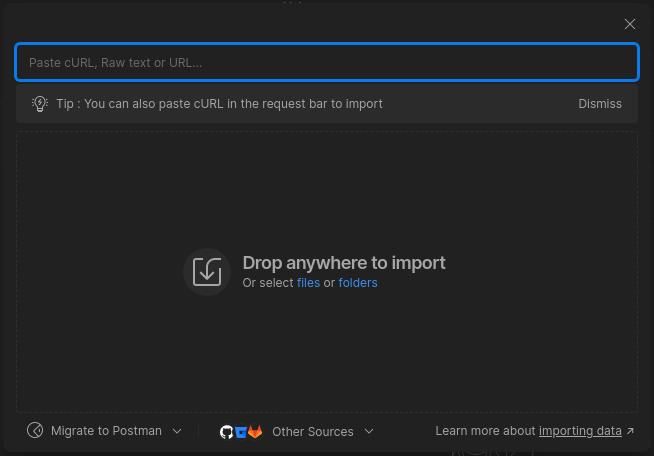 Paste cURL, Raw text or URL...
Tip : You can also paste cURL in the request bar to import Dismiss
Drop anywhere to import
Or select files or folders
Migrate to Postman Other Sources Learn more about importing data